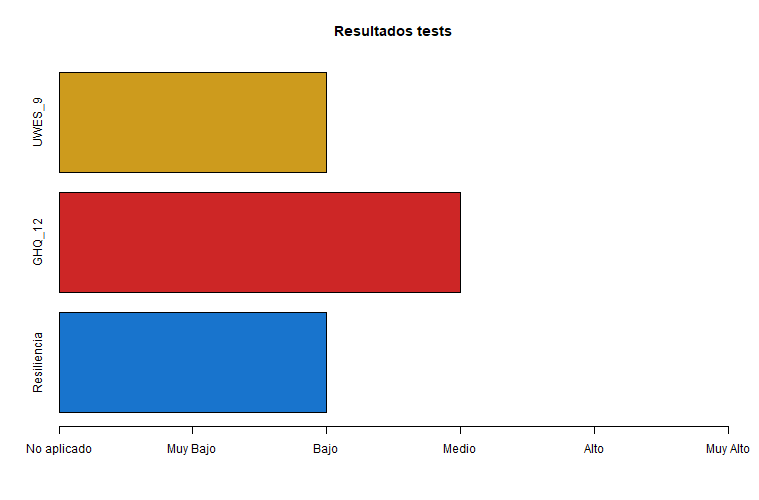 Resultados tests
UWES_9
GHQ_12
Resiliencia
No aplicado
Muy Bajo
Bajo
Medio
Alto
Muy Alto